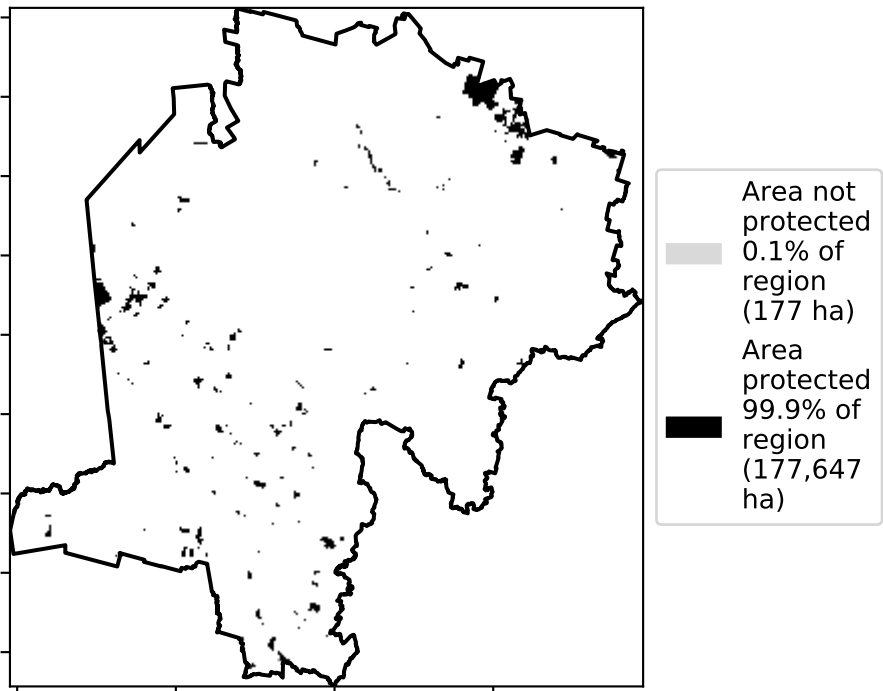 Area not
protected
0.1% of
region
(177 ha)
Area
protected
99.9% of
region
(177,647
ha)